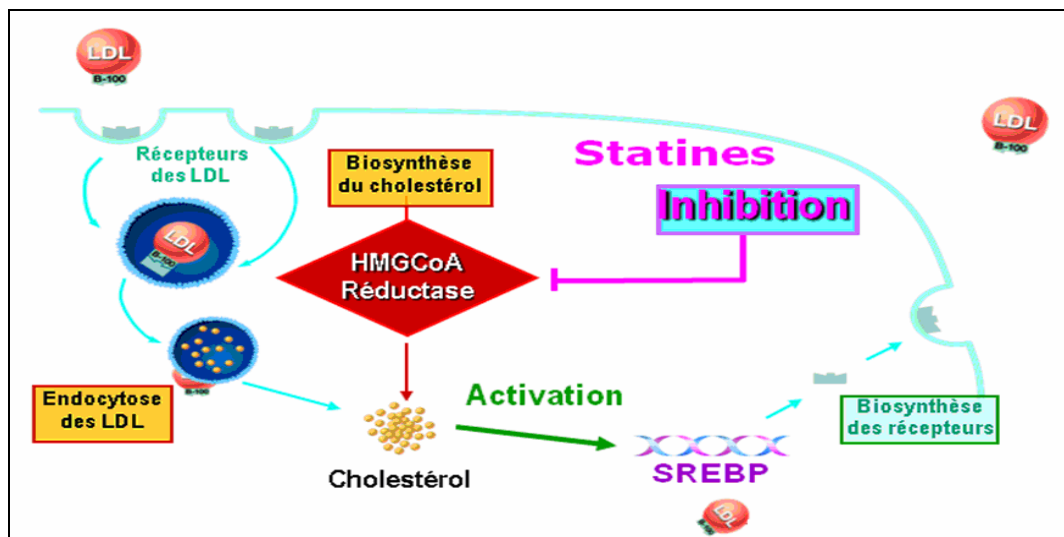 LDL
B-100
LDL
B-100
Récepteurs
des LDL
Biosynthèse
du cholestérol
Statines
Inhibition
LDL
B-100
HMGCoA
Réductase
B-100
Endocytose
des LDL
Activation
Biosynthèse
des récepteurs
Cholestérol
SREBP
LDL
B-100